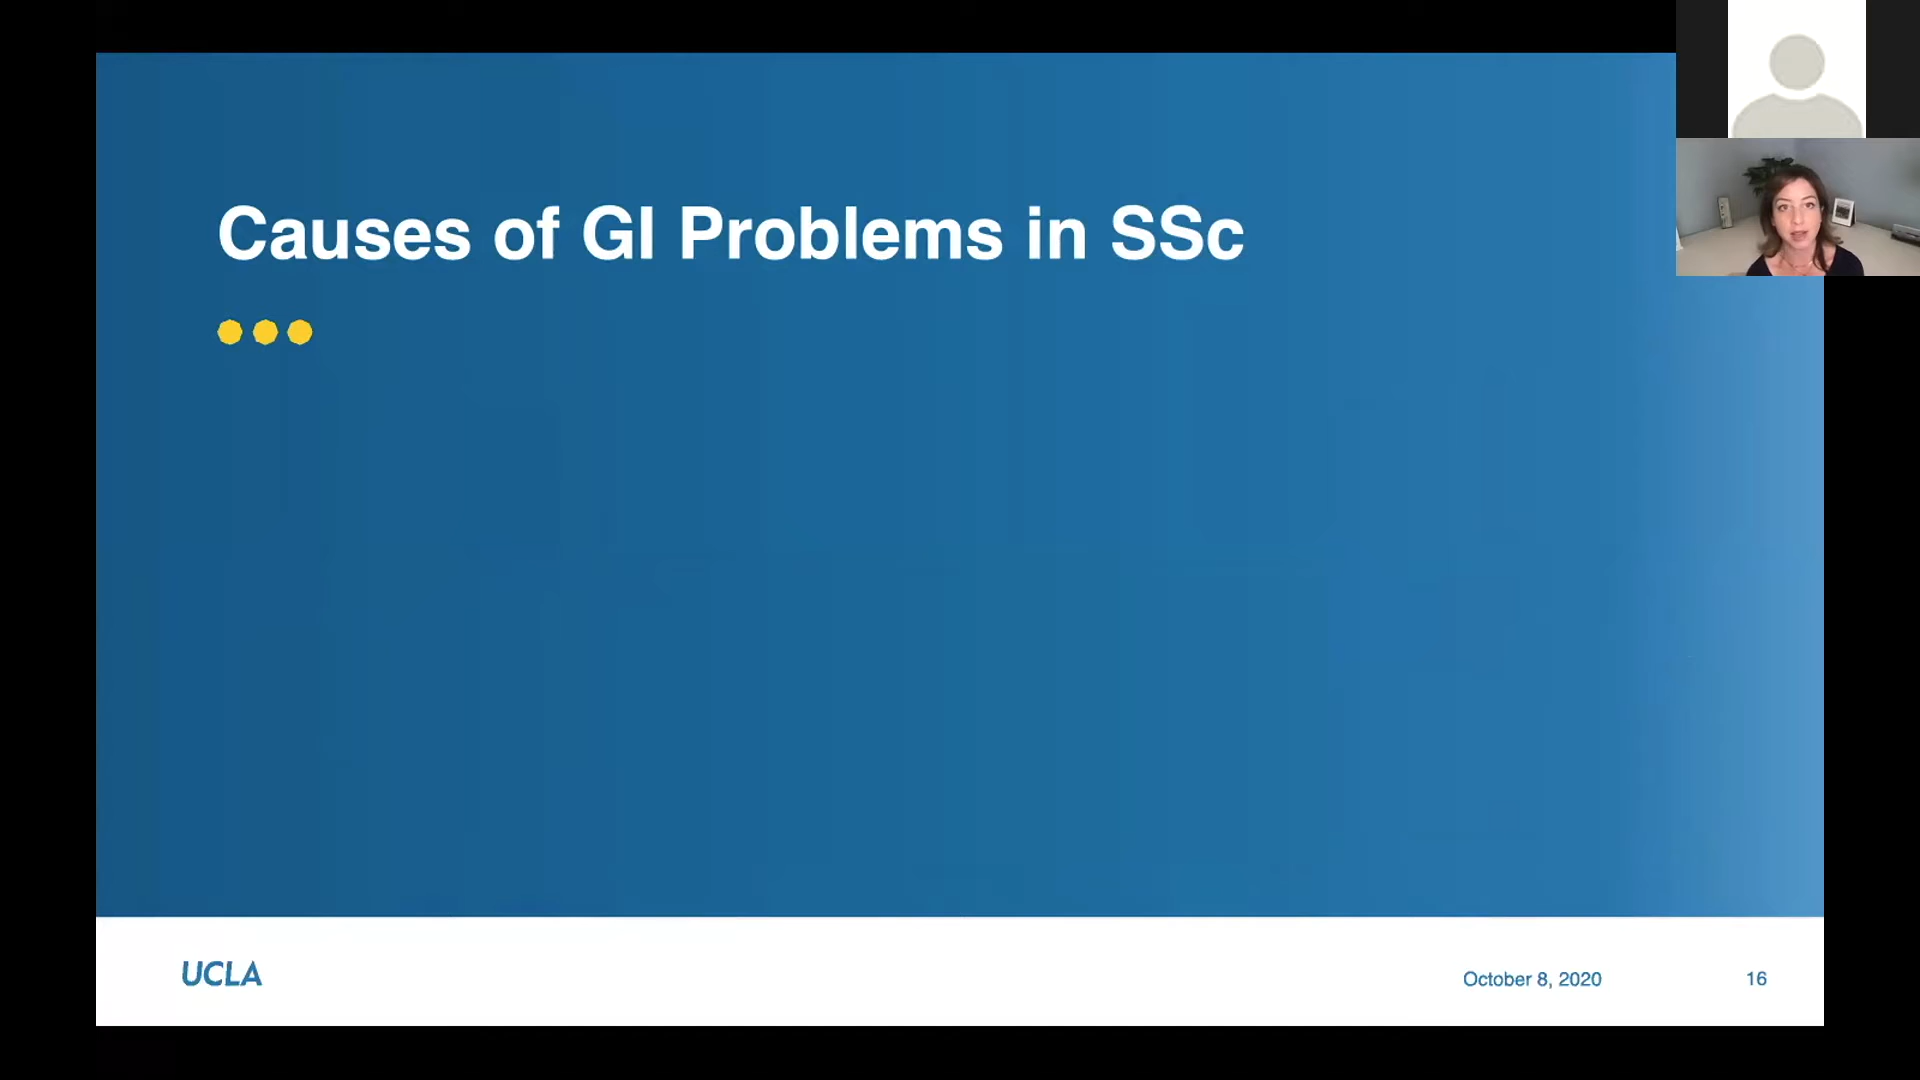 Causes of GI Problems in SSc
UCLA
October 8, 2020
16